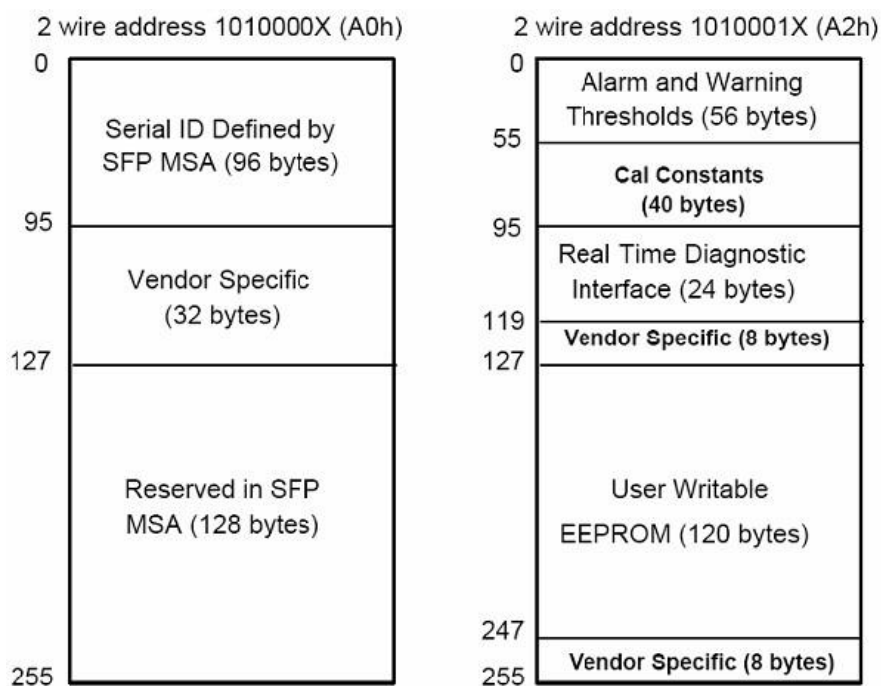 2 wire address 1010000X (A0h)
0
Serial ID Defined by
SFP MSA (96 bytes)
95
Vendor Specific
(32 bytes)
127
Reserved in SFP
MSA (128 bytes)
255
2 wire address 1010001X (A2h)
0
Alarm and Warning
Thresholds (56 bytes)
55
Cal Constants
(40 bytes)
95
Real Time Diagnostic
Interface (24 bytes)
119
Vendor Specific (8 bytes)
127
User Writable
EEPROM (120 bytes)
247
Vendor Specific (8 bytes)
255